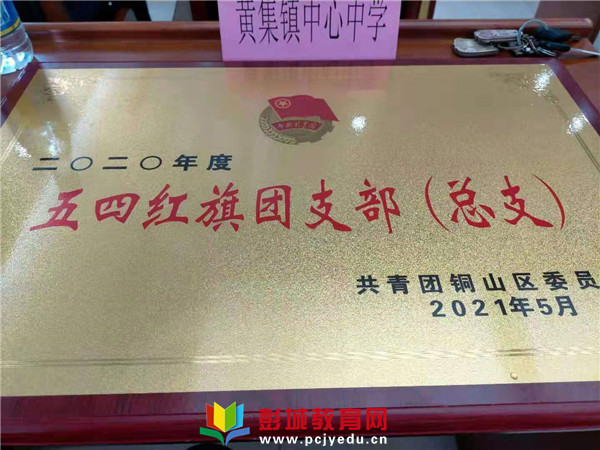 黄集镇中心中学
二〇二〇年度
五四红旗团支部（总支）
共青团铜山区委员
2021年5月
彭城教育网
www.pcjyedu.cn